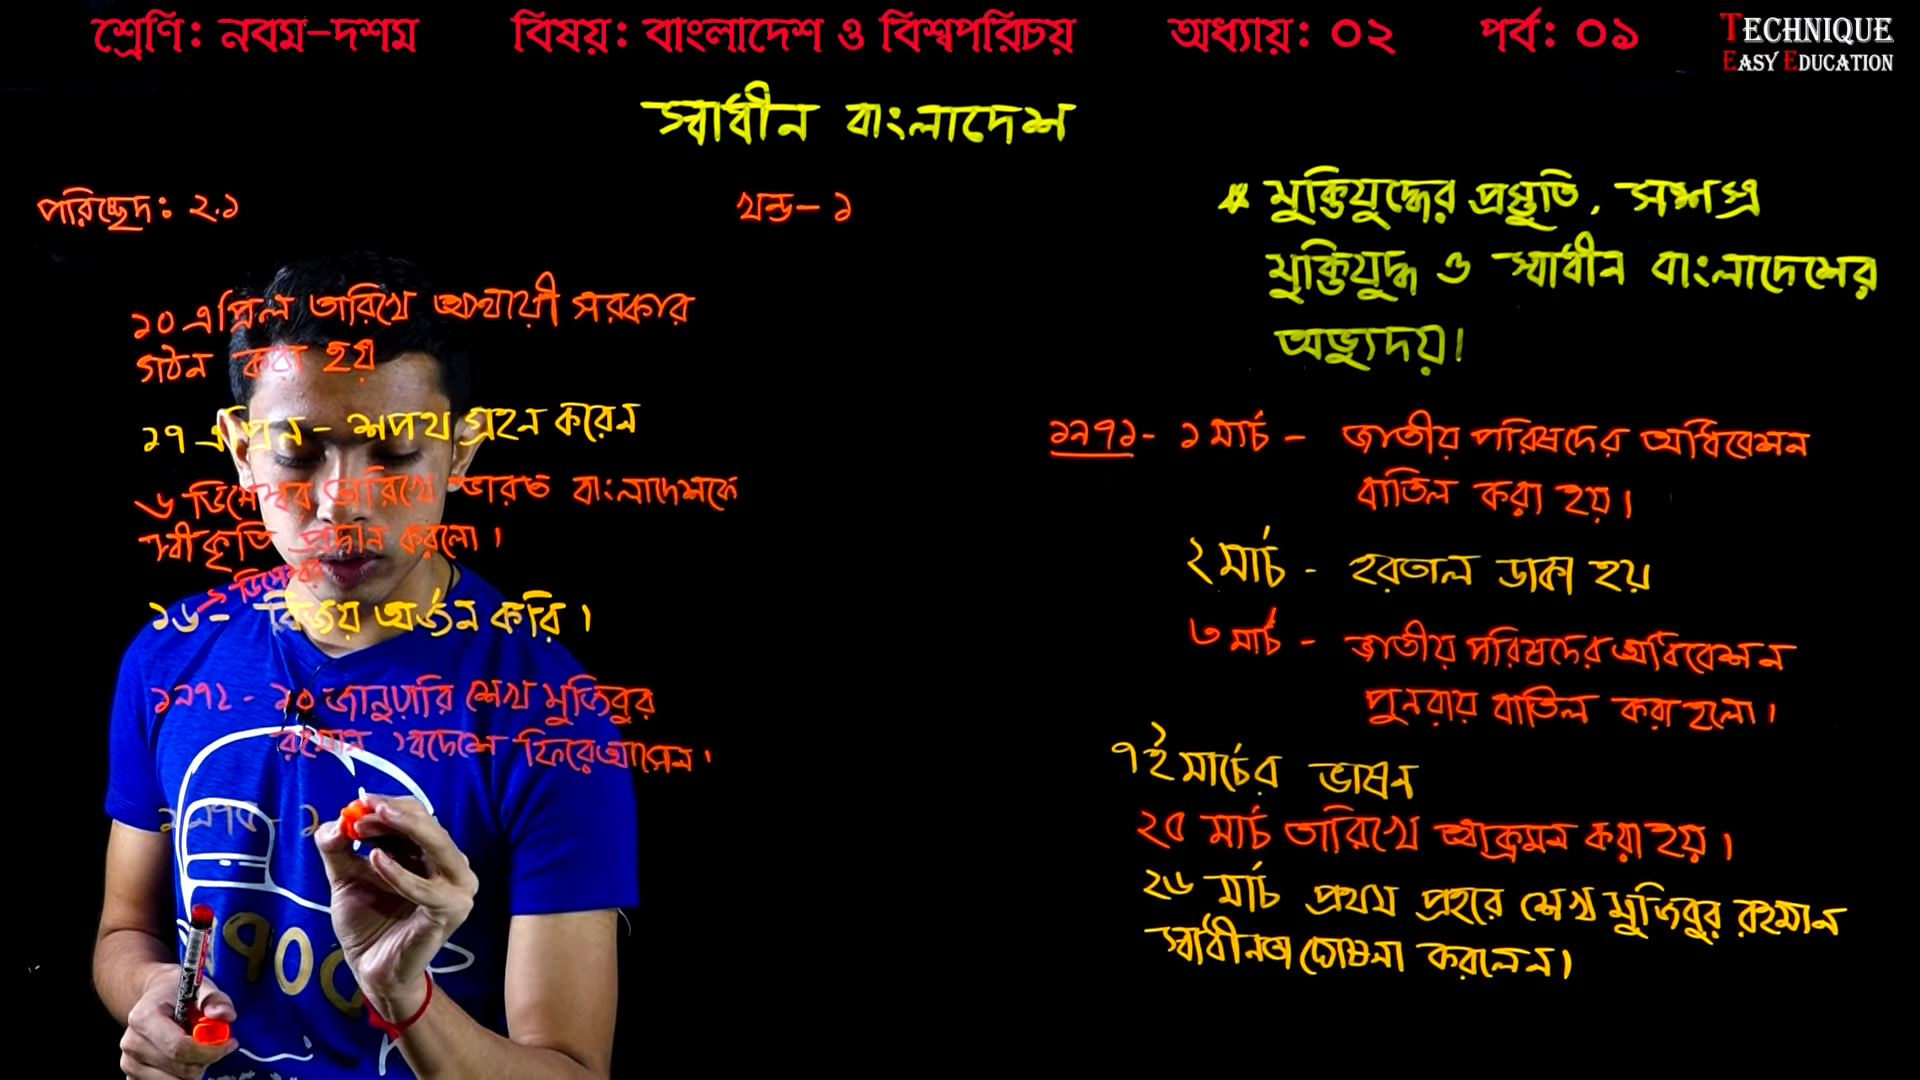 শ্রেণি: নবম-দশম বিষয়: বাংলাদেশ ও বিশ্বপরিচয় অধ্যায়: ০২ পর্ব: ০১
TECHNIQUE
EASY EDUCATION
স্বাধীন বাংলাদেশ
পরিচ্ছেদ: ২.১
খন্ড- ১
মুক্তিযুদ্ধের প্রস্তুতি, সশস্ত্র
মুক্তিযুদ্ধ ও স্বাধীন বাংলাদেশের
অভ্যুদয়।
১০ এপ্রিল তারিখে অস্থায়ী সরকার
গঠন করা হয়
১৭ এপ্রিল - শপথ গ্রহন করেন
৬ ডিসেম্বর তারিখে ভারত বাংলাদেশকে
স্বীকৃতি প্রদান করলো।
→ ডিসেম্বর
১৬ - বিজয় অর্জন করি।
১৯৭২ - ১০ জানুয়ারি শেখ মুজিবুর
রহমান স্বদেশে ফিরে আসেন।
১৯৭১- ১ মার্চ - জাতীয় পরিষদের অধিবেশন
বাতিল করা হয়।
২ মার্চ - হরতাল ডাকা হয়
৩ মার্চ - জাতীয় পরিষদের অধিবেশন
পুনরায় বাতিল করা হলো।
৭ই মার্চের ভাষন
২৫ মার্চ তারিখে আক্রমন করা হয়।
২৬ মার্চ প্রথম প্রহরে শেখ মুজিবুর রহমান
স্বাধীনতা ঘোষনা করলেন।